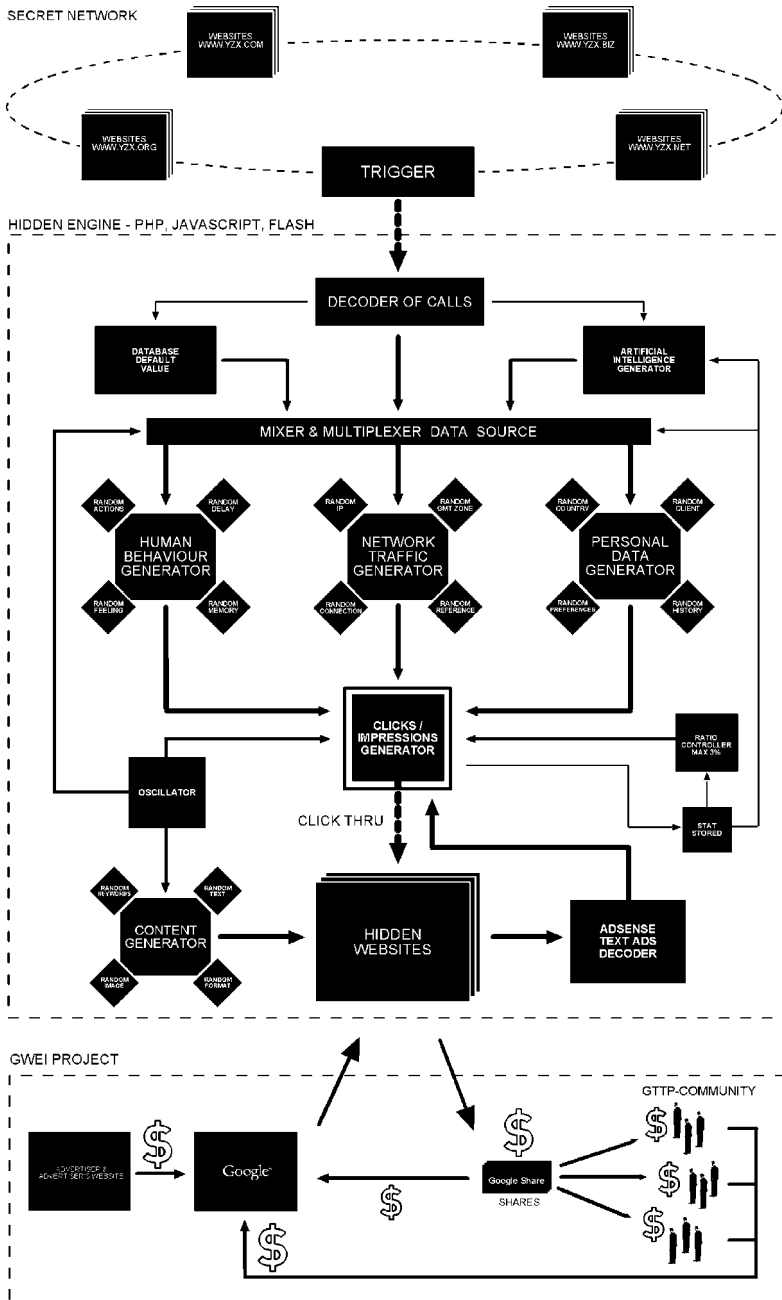 SECRET NETWORK
WEBSITES
WWW.YZX.COM
WEBSITES
WWW.YZX.BIZ
WEBSITES
WWW.YZX.ORG
WEBSITES
WWW.YZX.NET
TRIGGER
HIDDEN ENGINE - PHP, JAVASCRIPT, FLASH
DECODER OF CALLS
DATABASE
DEFAULT
VALUE
ARTIFICIAL
INTELLIGENCE
GENERATOR
MIXER & MULTIPLEXER DATA SOURCE
RANDOM
ACTIONS
RANDOM
DELAY
HUMAN
BEHAVIOUR
GENERATOR
RANDOM
FEELING
RANDOM
MEMORY
RANDOM
IP
RANDOM
GMT ZONE
NETWORK
TRAFFIC
GENERATOR
RANDOM
CONNECTION
RANDOM
REFERENCE
RANDOM
COUNTRY
RANDOM
CLIENT
PERSONAL
DATA
GENERATOR
RANDOM
PREFERENCES
RANDOM
HISTORY
CLICKS /
IMPRESSIONS
GENERATOR
RATIO
CONTROLLER
MAX 3%
OSCILLATOR
STAT
STORED
CLICK THRU
RANDOM
KEYWORDS
RANDOM
TEXT
CONTENT
GENERATOR
RANDOM
IMAGE
RANDOM
FORMAT
HIDDEN
WEBSITES
ADSENSE
TEXT ADS
DECODER
GWEI PROJECT
GTTP-COMMUNITY
ADVERTISER &
ADVERTISER'S WEBSITE
$
Google™
$
$
$
Google Share
SHARES
$
$
$